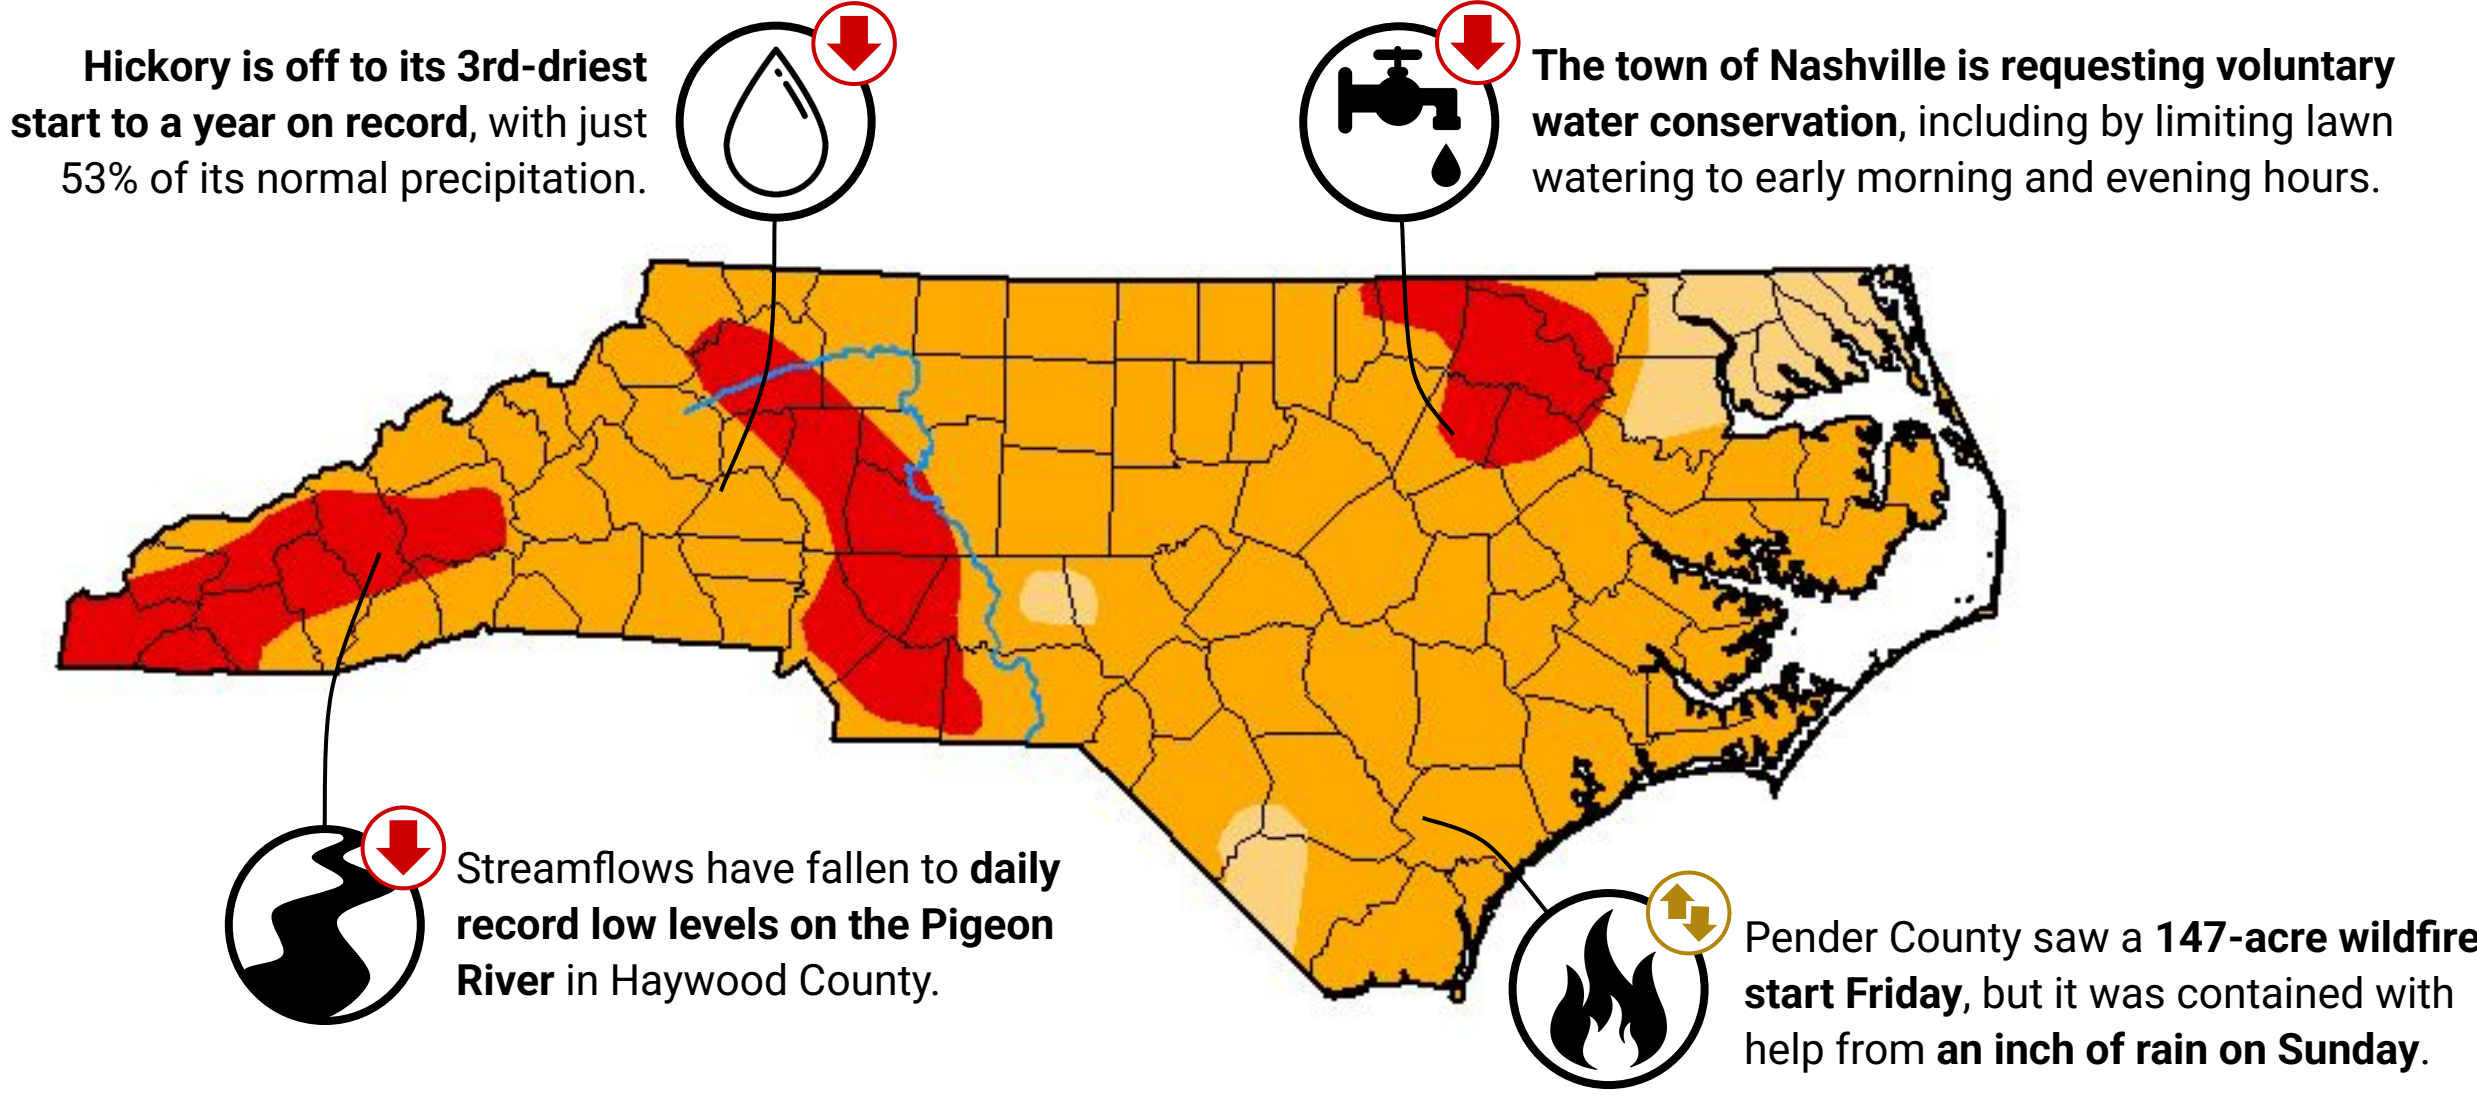 Hickory is off to its 3rd-driest
start to a year on record, with just
53% of its normal precipitation.
The town of Nashville is requesting voluntary
water conservation, including by limiting lawn
watering to early morning and evening hours.
Streamflows have fallen to daily
record low levels on the Pigeon
River in Haywood County.
Pender County saw a 147-acre wildfire
start Friday, but it was contained with
help from an inch of rain on Sunday.